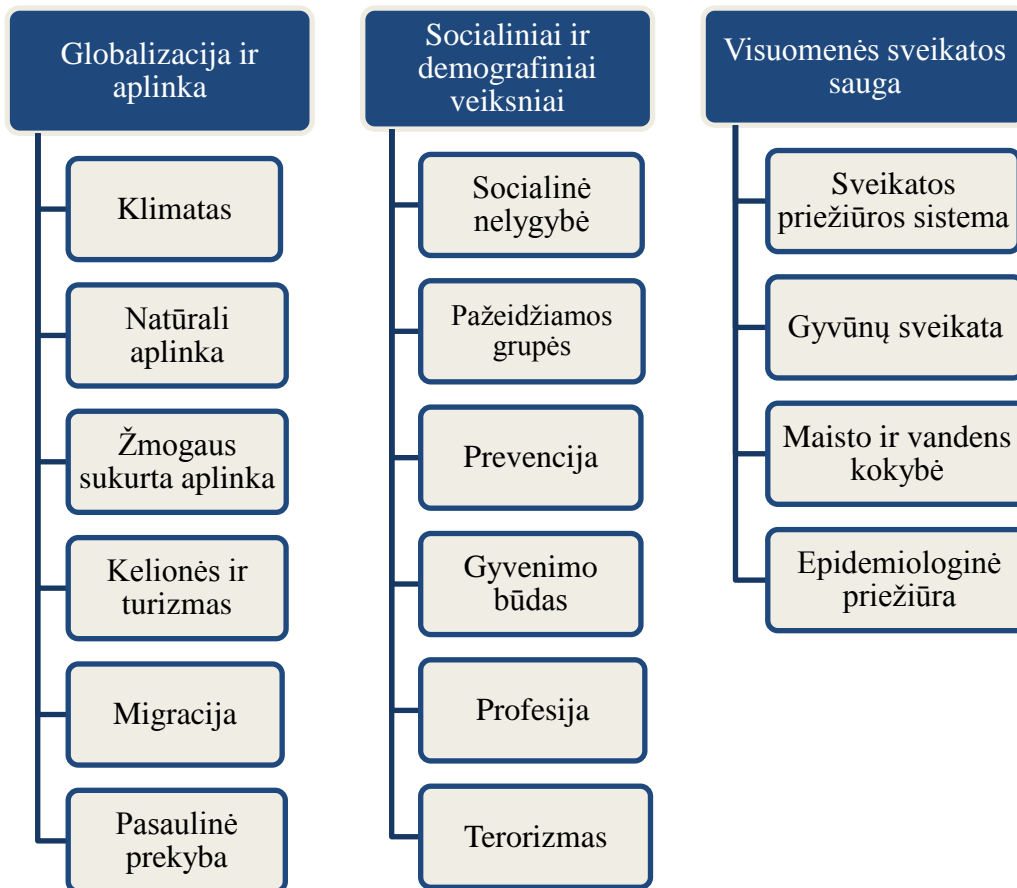 Globalizacija ir
aplinka
Klimatas
Natūrali
aplinka
Žmogaus
sukurta aplinka
Kelionės ir
turizmas
Migracija
Pasaulinė
prekyba
Socialiniai ir
demografiniai
veiksniai
Socialinė
nelygybė
Pažeidžiamos
grupės
Prevencija
Gyvenimo
būdas
Profesija
Terorizmas
Visuomenės sveikatos
sauga
Sveikatos
priežiūros sistema
Gyvūnų sveikata
Maisto ir vandens
kokybė
Epidemiologinė
priežiūra